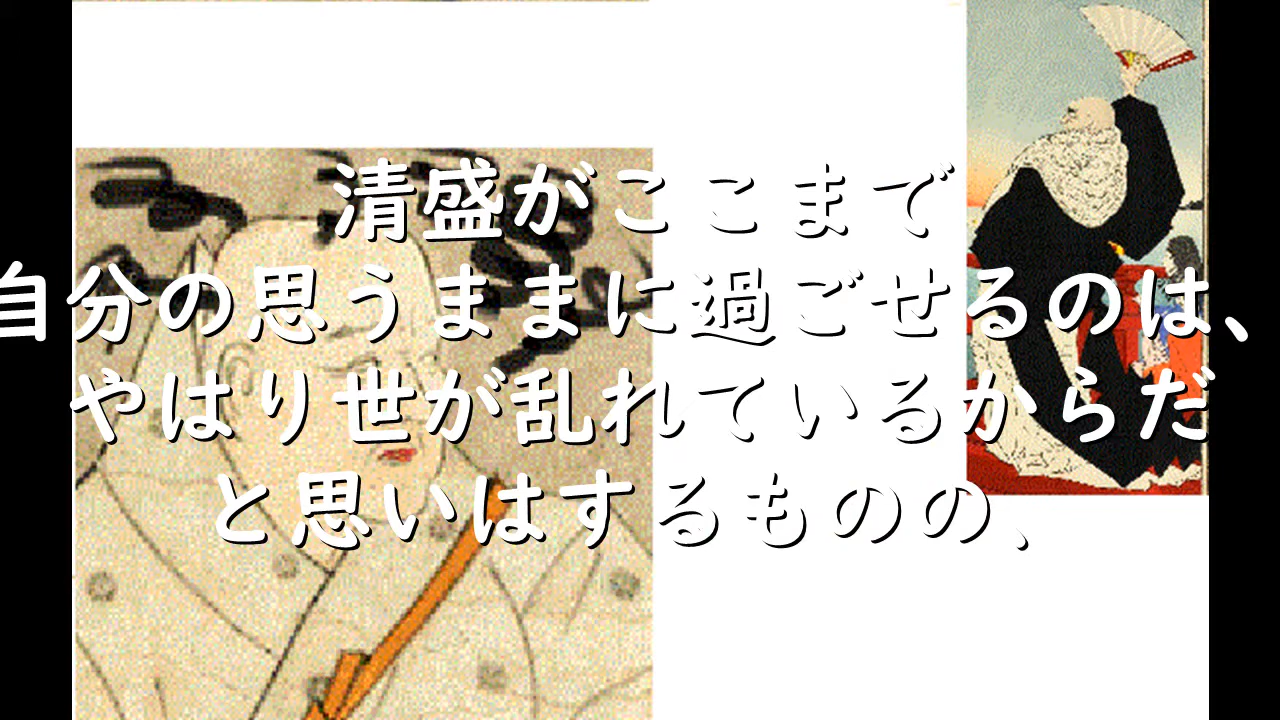 清盛がここまで
自分の思うままに過ごせるのは、
やはり世が乱れているからだ
と思いはするものの、